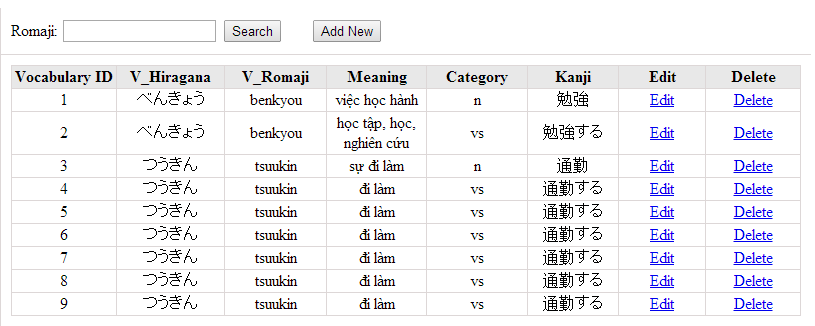 Romaji: Search Add New
Vocabulary ID V_Hiragana V_Romaji Meaning Category Kanji Edit Delete
1 べんきょう benkyou việc học hành n 勉強 Edit Delete
2 べんきょう benkyou học tập, học, nghiên cứu vs 勉強する Edit Delete
3 つうきん tsuukin sự đi làm n 通勤 Edit Delete
4 つうきん tsuukin đi làm vs 通勤する Edit Delete
5 つうきん tsuukin đi làm vs 通勤する Edit Delete
6 つうきん tsuukin đi làm vs 通勤する Edit Delete
7 つうきん tsuukin đi làm vs 通勤する Edit Delete
8 つうきん tsuukin đi làm vs 通勤する Edit Delete
9 つうきん tsuukin đi làm vs 通勤する Edit Delete